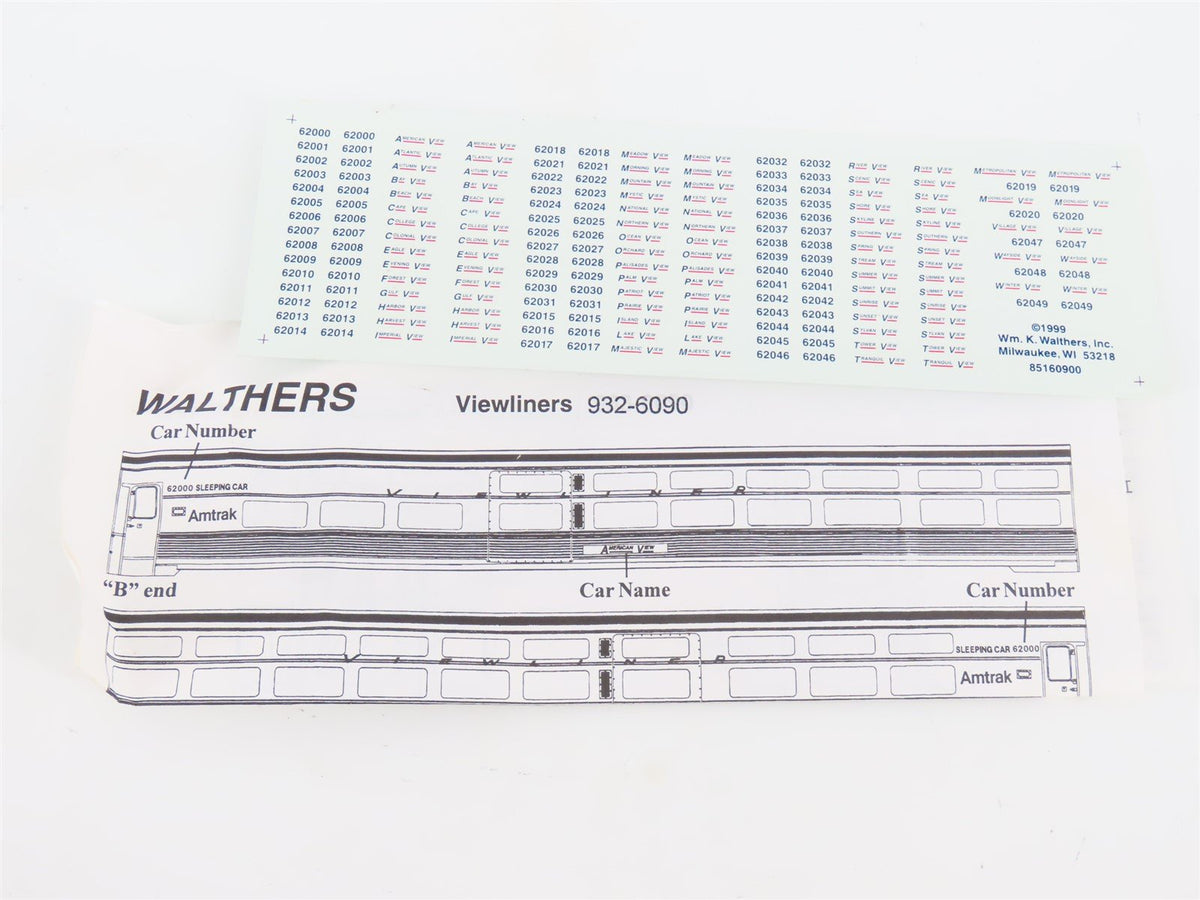 62000 62000 AMERICAN VIEW AMERICAN VIEW
62001 62001 ATLANTIC VIEW ATLANTIC VIEW
62002 62002 AUTUMN VIEW AUTUMN VIEW
62003 62003 BAY VIEW BAY VIEW
62004 62004 BEACH VIEW BEACH VIEW
62005 62005 CAPE VIEW CAPE VIEW
62006 62006 COLLEGE VIEW COLLEGE VIEW
62007 62007 COLONIAL VIEW COLONIAL VIEW
62008 62008 EAGLE VIEW EAGLE VIEW
62009 62009 EVENING VIEW EVENING VIEW
62010 62010 FOREST VIEW FOREST VIEW
62011 62011 GULF VIEW GULF VIEW
62012 62012 HARBOR VIEW HARBOR VIEW
62013 62013 HARVEST VIEW HARVEST VIEW
62014 62014 IMPERIAL VIEW IMPERIAL VIEW
62018 62018 MEADOW VIEW MEADOW VIEW
62021 62021 MORNING VIEW MORNING VIEW
62022 62022 MOUNTAIN VIEW MOUNTAIN VIEW
62023 62023 MYSTIC VIEW MYSTIC VIEW
62024 62024 NATIONAL VIEW NATIONAL VIEW
62025 62025 NORTHERN VIEW NORTHERN VIEW
62026 62026 OCEAN VIEW OCEAN VIEW
62027 62027 ORCHARD VIEW ORCHARD VIEW
62028 62028 PALISADES VIEW PALISADES VIEW
62029 62029 PALM VIEW PALM VIEW
62030 62030 PATRIOT VIEW PATRIOT VIEW
62031 62031 PRAIRIE VIEW PRAIRIE VIEW
62015 62015 ISLAND VIEW ISLAND VIEW
62016 62016 LAKE VIEW LAKE VIEW
62017 62017 MAJESTIC VIEW MAJESTIC VIEW
62032 62032 RIVER VIEW RIVER VIEW
62033 62033 SCENIC VIEW SCENIC VIEW
62034 62034 SEA VIEW SEA VIEW
62035 62035 SHORE VIEW SHORE VIEW
62036 62036 SKYLINE VIEW SKYLINE VIEW
62037 62037 SOUTHERN VIEW SOUTHERN VIEW
62038 62038 SPRING VIEW SPRING VIEW
62039 62039 STREAM VIEW STREAM VIEW
62040 62040 SUMMER VIEW SUMMER VIEW
62041 62041 SUMMIT VIEW SUMMIT VIEW
62042 62042 SUNRISE VIEW SUNRISE VIEW
62043 62043 SUNSET VIEW SUNSET VIEW
62044 62044 SYLVAN VIEW SYLVAN VIEW
62045 62045 TOWER VIEW TOWER VIEW
62046 62046 TRANQUIL VIEW TRANQUIL VIEW
METROPOLITAN VIEW METROPOLITAN VIEW
62019 62019
MOONLIGHT VIEW MOONLIGHT VIEW
62020 62020
VILLAGE VIEW VILLAGE VIEW
62047 62047
WAYSIDE VIEW WAYSIDE VIEW
62048 62048
WINTER VIEW WINTER VIEW
62049 62049
©1999
Wm. K. Walthers, Inc.
Milwaukee, WI 53218
85160900
WALTHERS Viewliners 932-6090
Car Number
62000 SLEEPING CAR
VIEWLINER
Amtrak
AMERICAN VIEW
"B" end
Car Name
Car Number
SLEEPING CAR 62000
VIEWLINER
Amtrak